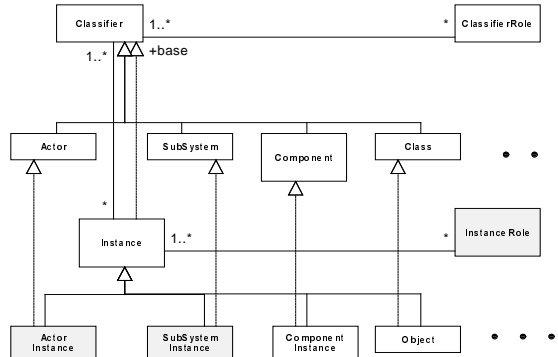 Classifier
1..*
*
ClassifierRole
1..*
+base
Actor
SubSystem
Component
Class
*
Instance
1..*
*
Instance Role
Actor
Instance
SubSystem
Instance
Component
Instance
Object